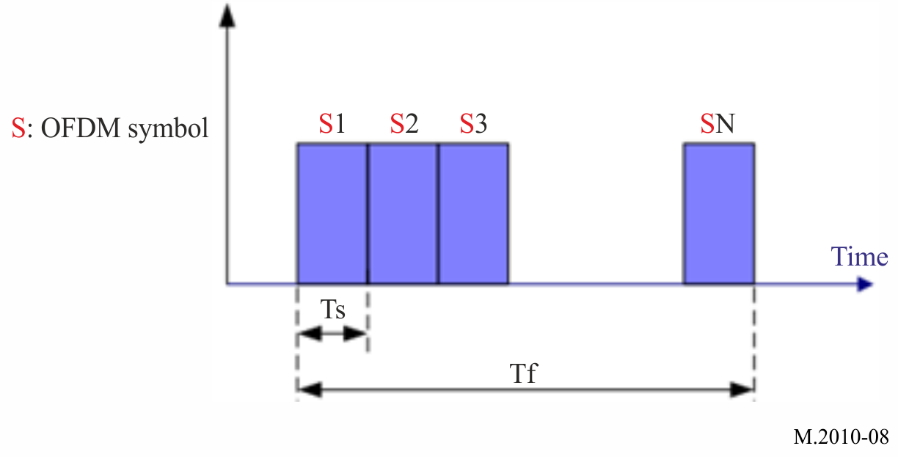 S: OFDM symbol
S1 S2 S3 SN
Time
Ts
Tf
M.2010-08